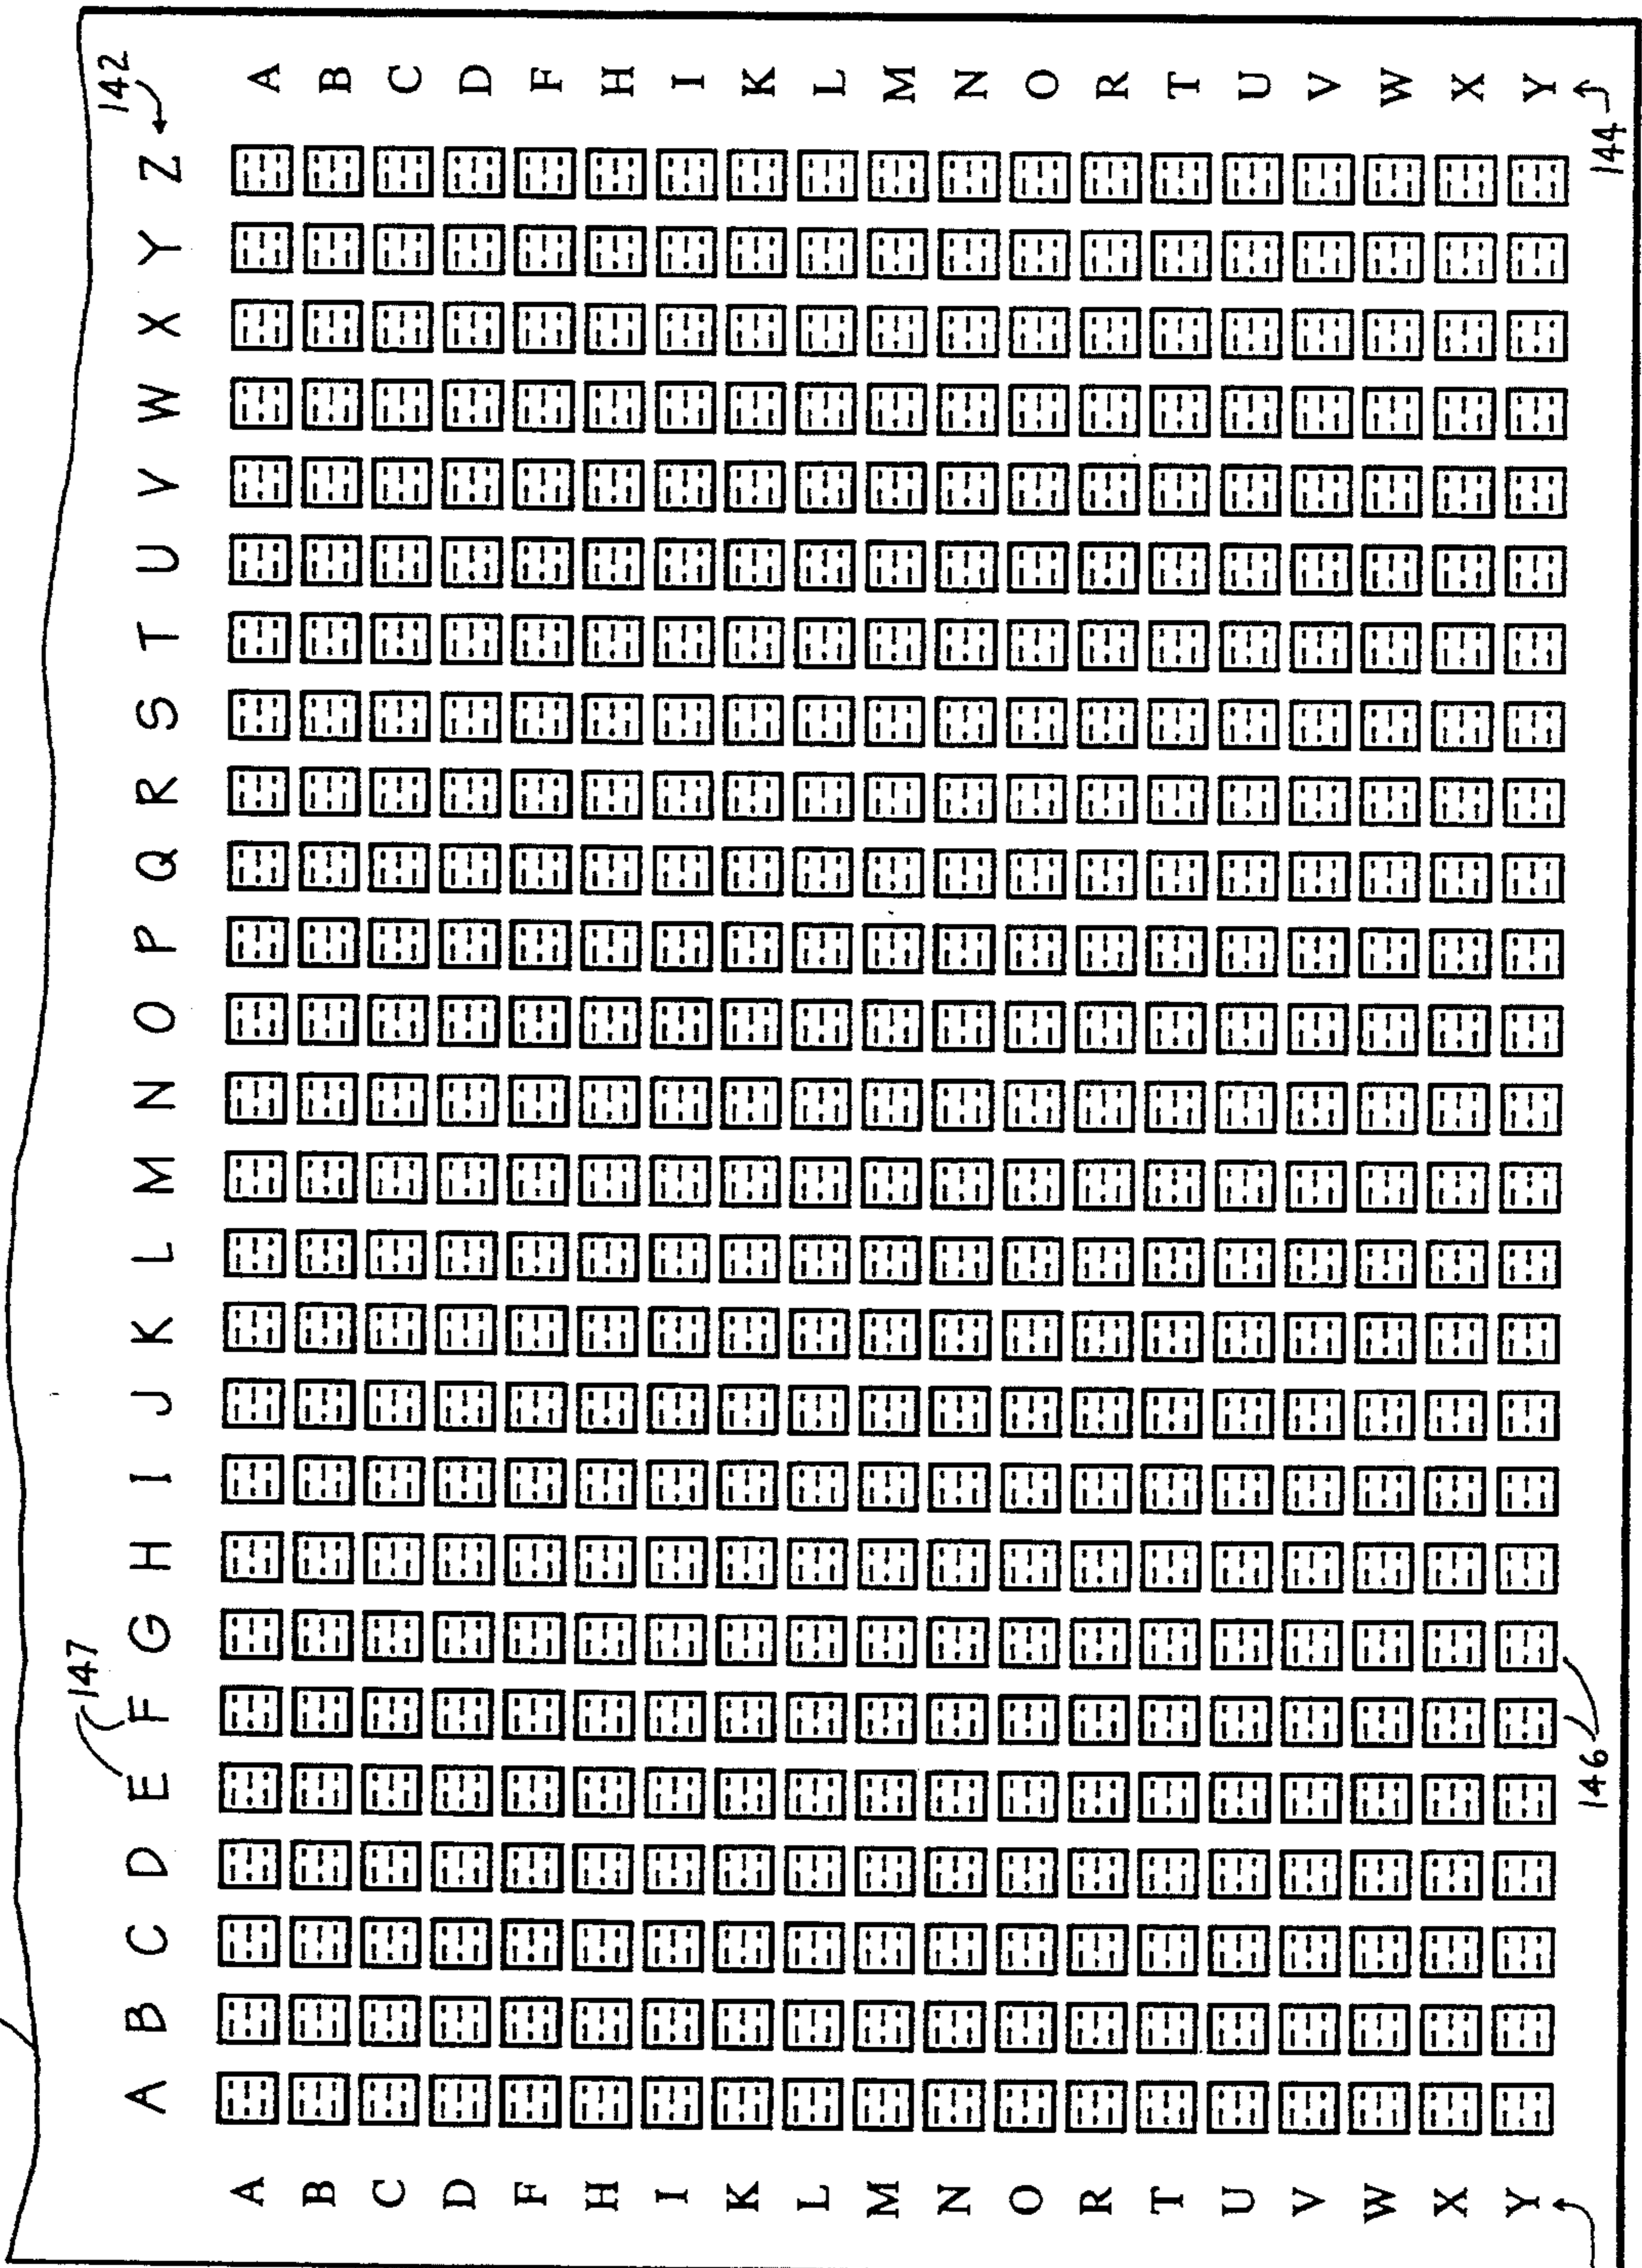 147 142
A B C D E F G H I J K L M N O P Q R S T U V W X Y Z
A A
B B
C C
D D
F F
H H
I I
K K
L L
M M
N N
O O
R R
T T
U U
V V
W W
X X
Y Y
146 144